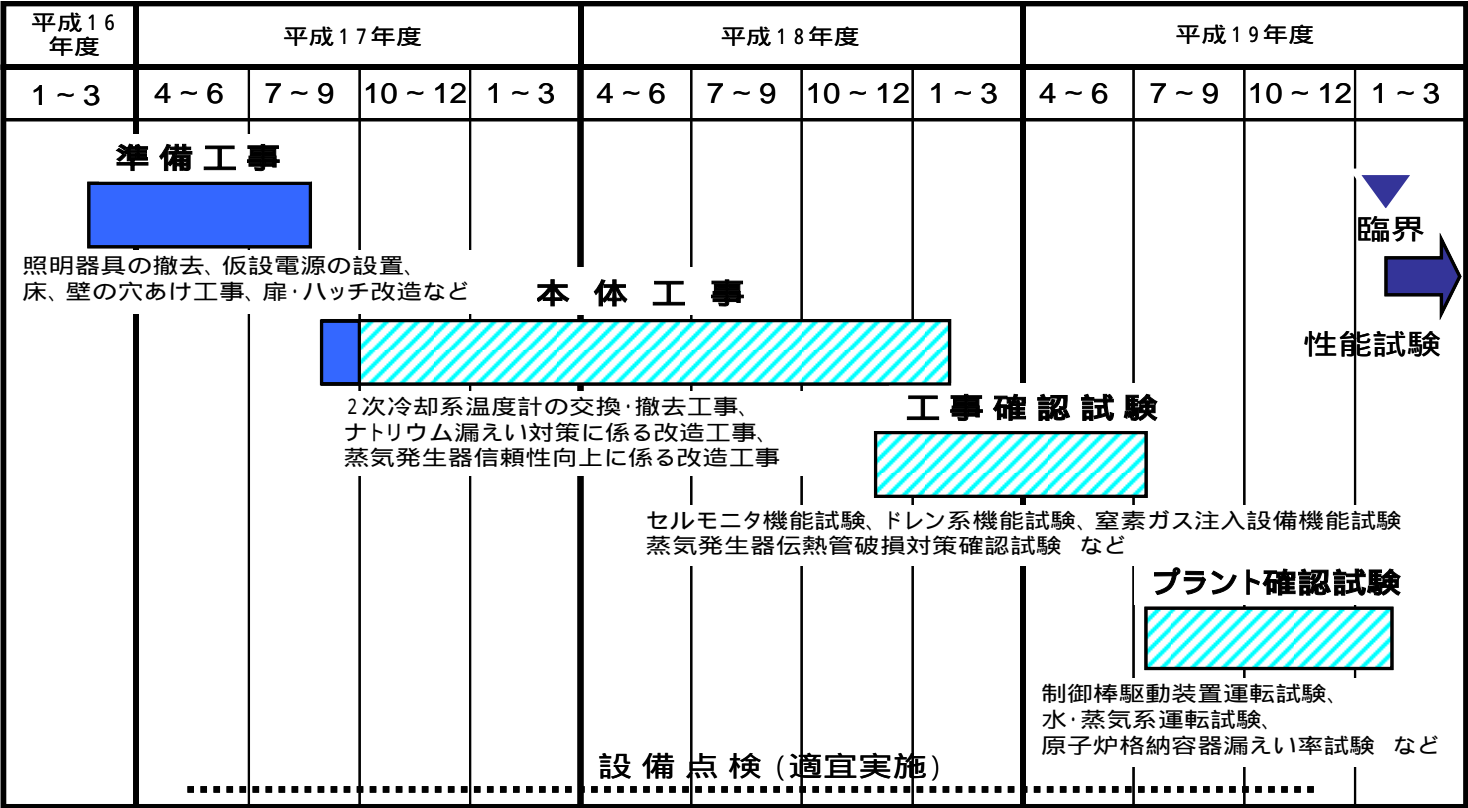 平成16
年度
平成17年度
平成18年度
平成19年度
1～3
4～6
7～9
10～12
1～3
4～6
7～9
10～12
1～3
4～6
7～9
10～12
1～3
準備工事
照明器具の撤去、仮設電源の設置、
床、壁の穴あけ工事、扉・ハッチ改造など
臨界
性能試験
本体工事
2次冷却系温度計の交換・撤去工事、
ナトリウム漏えい対策に係る改造工事、
蒸気発生器信頼性向上に係る改造工事
工事確認試験
セルモニタ機能試験、ドレン系機能試験、窒素ガス注入設備機能試験
蒸気発生器伝熱管破損対策確認試験 など
プラント確認試験
制御棒駆動装置運転試験、
水・蒸気系運転試験、
原子炉格納容器漏えい率試験 など
設備点検(適宜実施)